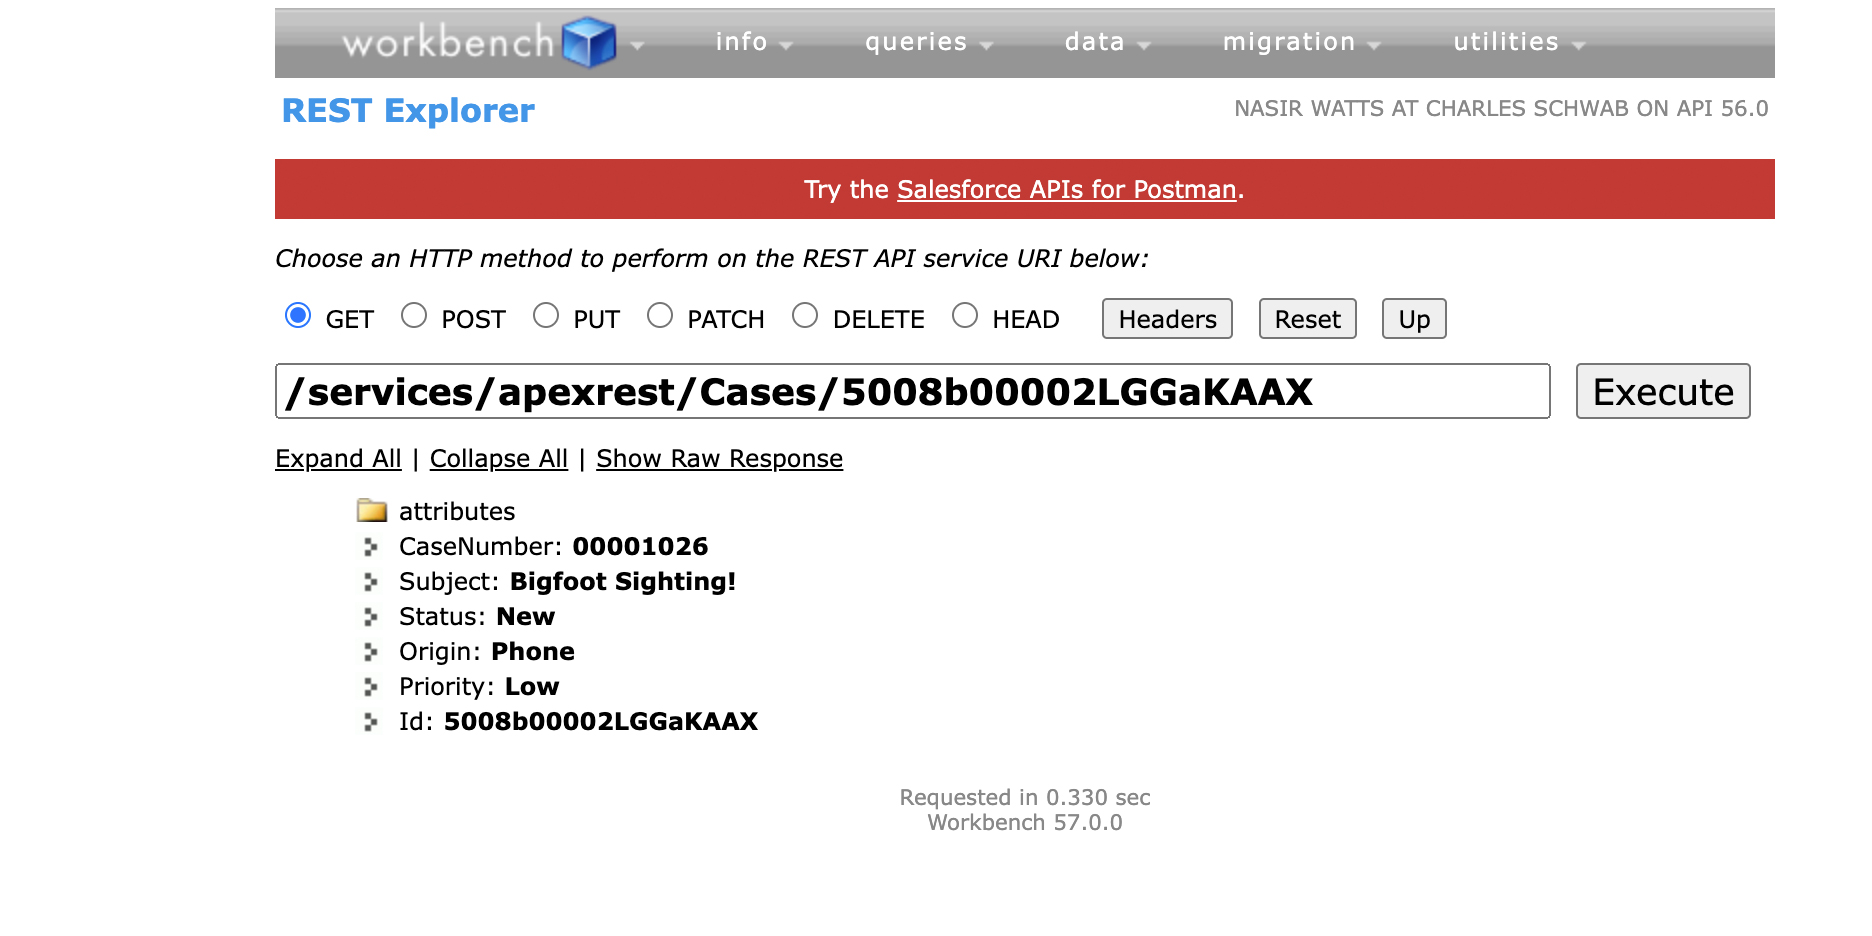 workbench info queries data migration utilities
REST Explorer NASIR WATTS AT CHARLES SCHWAB ON API 56.0
Try the Salesforce APIs for Postman.
Choose an HTTP method to perform on the REST API service URI below:
GET POST PUT PATCH DELETE HEAD Headers Reset Up
/services/apexrest/Cases/5008b00002LGGaKAAX Execute
Expand All | Collapse All | Show Raw Response
attributes
CaseNumber: 00001026
Subject: Bigfoot Sighting!
Status: New
Origin: Phone
Priority: Low
Id: 5008b00002LGGaKAAX
Requested in 0.330 sec
Workbench 57.0.0